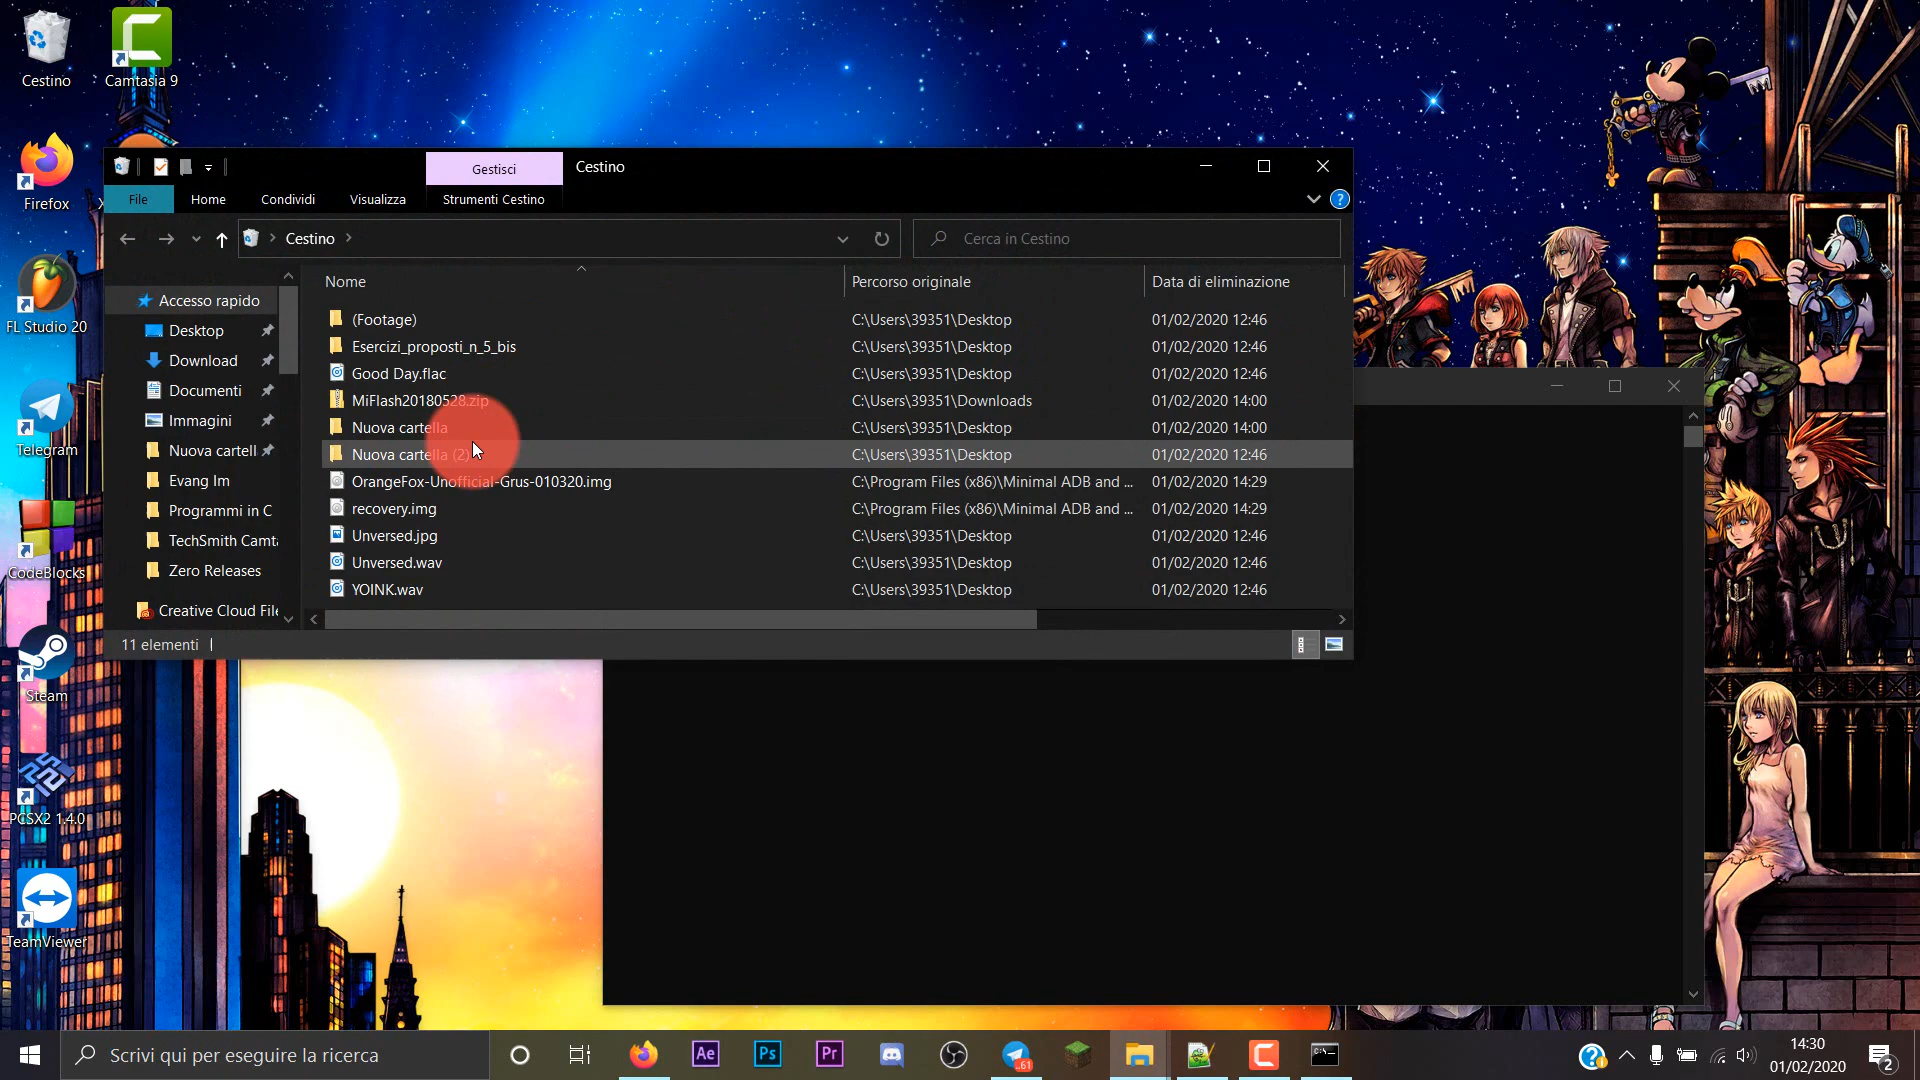 Cestino
Camtasia 9
Firefox
FL Studio 20
Telegram
CodeBlocks
Steam
PCSX2 1.4.0
TeamViewer
Gestisci
Cestino
File
Home
Condividi
Visualizza
Strumenti Cestino
Cestino
Cerca in Cestino
Accesso rapido
Desktop
Download
Documenti
Immagini
Nuova cartell
Evang Im
Programmi in C
TechSmith Camta
Zero Releases
Creative Cloud File
Nome Percorso originale Data di eliminazione
(Footage) C:\Users\39351\Desktop 01/02/2020 12:46
Esercizi_proposti_n_5_bis C:\Users\39351\Desktop 01/02/2020 12:46
Good Day.flac C:\Users\39351\Desktop 01/02/2020 12:46
MiFlash20180528.zip C:\Users\39351\Downloads 01/02/2020 14:00
Nuova cartella C:\Users\39351\Desktop 01/02/2020 14:00
Nuova cartella (2) C:\Users\39351\Desktop 01/02/2020 12:46
OrangeFox-Unofficial-Grus-010320.img C:\Program Files (x86)\Minimal ADB and ... 01/02/2020 14:29
recovery.img C:\Program Files (x86)\Minimal ADB and ... 01/02/2020 14:29
Unversed.jpg C:\Users\39351\Desktop 01/02/2020 12:46
Unversed.wav C:\Users\39351\Desktop 01/02/2020 12:46
YOINK.wav C:\Users\39351\Desktop 01/02/2020 12:46
11 elementi
Scrivi qui per eseguire la ricerca
Ae
Ps
Pr
61
14:30
01/02/2020
2